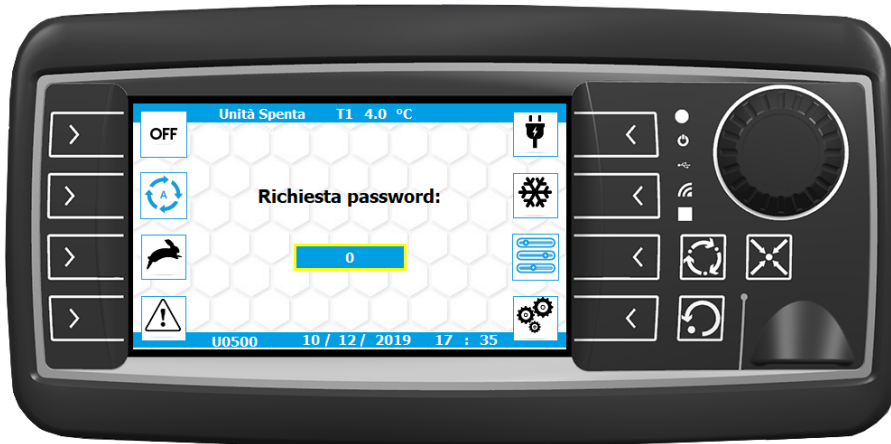 Unità Spenta T1 4.0 °C
OFF
A
Richiesta password:
0
U0500 10 / 12 / 2019 17 : 35